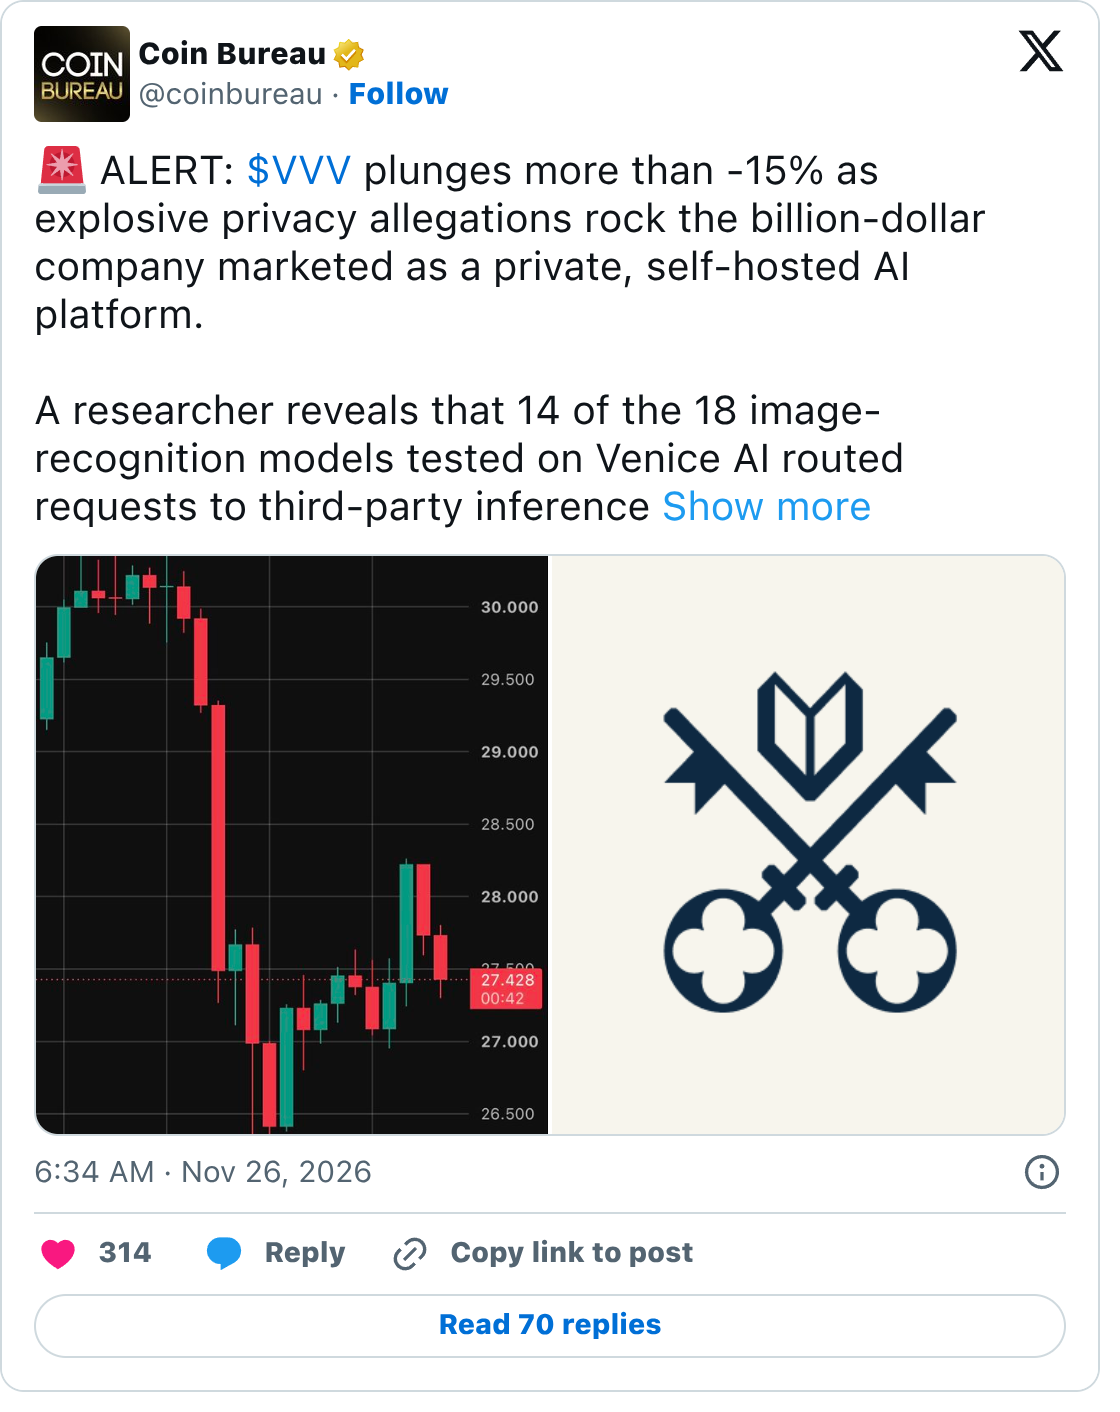 COIN
BUREAU
Coin Bureau
@coinbureau · Follow
🚨 ALERT: $VVV plunges more than -15% as
explosive privacy allegations rock the billion-dollar
company marketed as a private, self-hosted AI
platform.
A researcher reveals that 14 of the 18 image-
recognition models tested on Venice AI routed
requests to third-party inference Show more
30.000
29.500
29.000
28.500
28.000
27.500
27.428
00:42
27.000
26.500
6:34 AM · Nov 26, 2026
314
Reply
Copy link to post
Read 70 replies